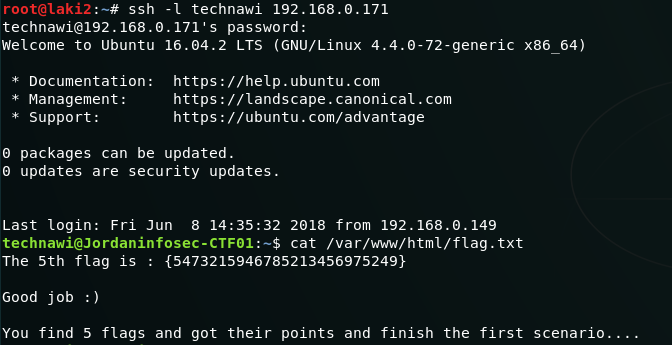 root@laki2:~# ssh -l technawi 192.168.0.171
technawi@192.168.0.171's password:
Welcome to Ubuntu 16.04.2 LTS (GNU/Linux 4.4.0-72-generic x86_64)
* Documentation:  https://help.ubuntu.com
* Management:     https://landscape.canonical.com
* Support:        https://ubuntu.com/advantage
0 packages can be updated.
0 updates are security updates.
Last login: Fri Jun  8 14:35:32 2018 from 192.168.0.149
technawi@Jordaninfosec-CTF01:~$ cat /var/www/html/flag.txt
The 5th flag is : {5473215946785213456975249}
Good job :)
You find 5 flags and got their points and finish the first scenario....